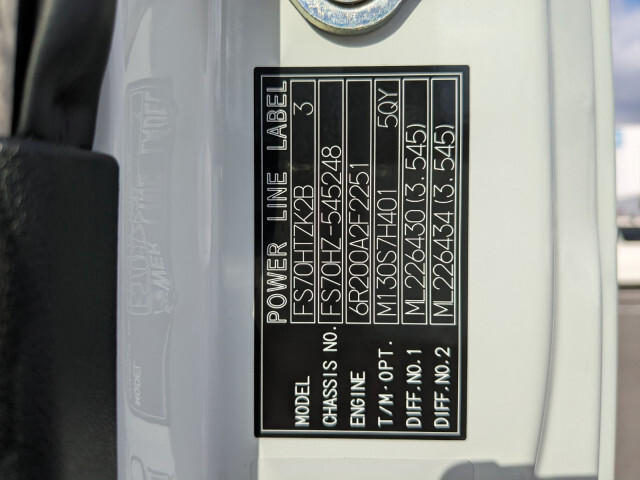 POWER LINE LABEL
MODEL FS70HTZK2B 3
CHASSIS NO. FS70HZ-545248
ENGINE 6R200A2F2251
T/M·OPT. M130S7H401 5QY
DIFF.NO.1 ML226430(3.545)
DIFF.NO.2 ML226434(3.545)